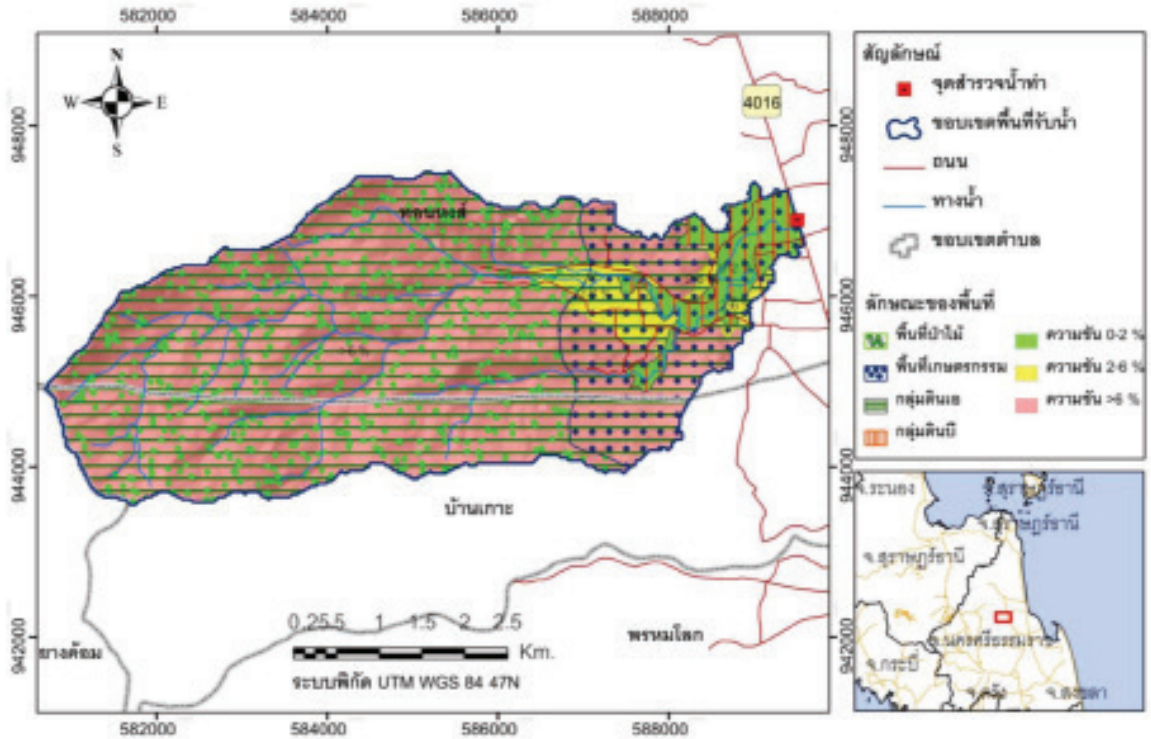 582000
584000
586000
588000
N
W
E
S
4016
948000
946000
944000
942000
948000
946000
944000
942000
ทอนหงส์
บ้านเกาะ
พรหมโลก
ยางค้อม
0.25.5 1 1.5 2 2.5
Km.
ระบบพิกัด UTM WGS 84 47N
582000
584000
586000
588000
สัญลักษณ์
จุดสำรวจน้ำท่า
ขอบเขตพื้นที่รับน้ำ
ถนน
ทางน้ำ
ขอบเขตตำบล
ลักษณะของพื้นที่
พื้นที่ป่าไม้
ความชัน 0-2 %
พื้นที่เกษตรกรรม
ความชัน 2-6 %
กลุ่มดินเอ
ความชัน >6 %
กลุ่มดินบี
จ.ระนอง
จ.สุราษฎร์ธานี
จ.สุราษฎร์ธานี
จ.สุราษฎร์ธานี
จ.นครศรีธรรมราช
จ.กระบี่
จ.ตรัง
จ.สงขลา